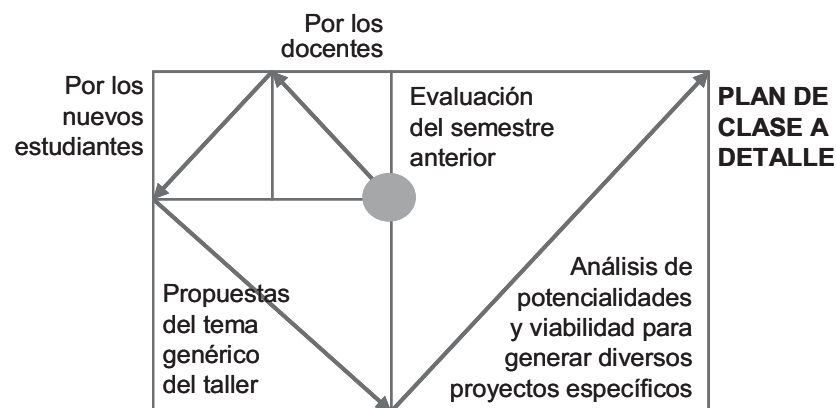 Por los
docentes
Por los
nuevos
estudiantes
Evaluación
del semestre
anterior
PLAN DE
CLASE A
DETALLE
Propuestas
del tema
genérico
del taller
Análisis de
potencialidades
y viabilidad para
generar diversos
proyectos específicos